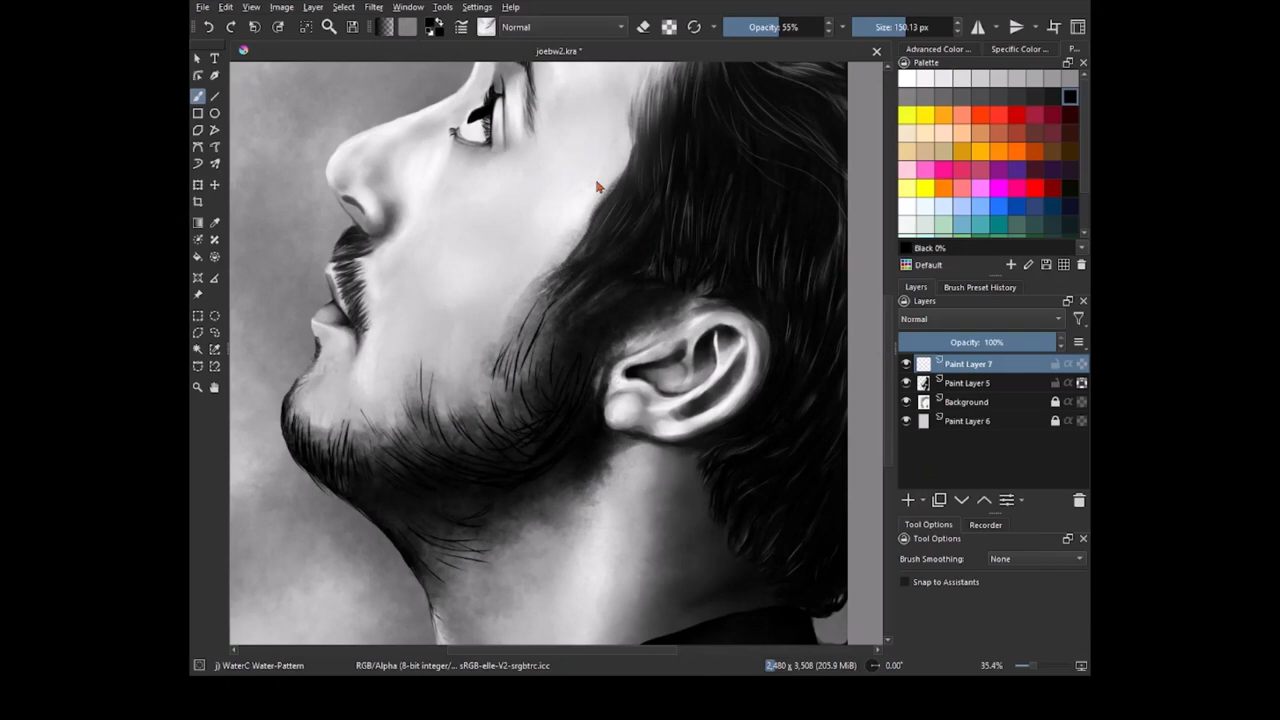 File Edit View Image Layer Select Filter Window Tools Settings Help
Normal
Opacity: 55%
Size: 150.13 px
joebw2.kra *
Advanced Color ... Specific Color ... P...
Palette
Black 0%
Default
Layers Brush Preset History
Layers
Normal
Opacity: 100%
Paint Layer 7
Paint Layer 5
Background
Paint Layer 6
Tool Options Recorder
Tool Options
Brush Smoothing: None
Snap to Assistants
j) WaterC Water-Pattern RGB/Alpha (8-bit integer/... sRGB-elle-V2-srgbtrc.icc 2,480 x 3,508 (205.9 MiB) 0.00° 35.4%